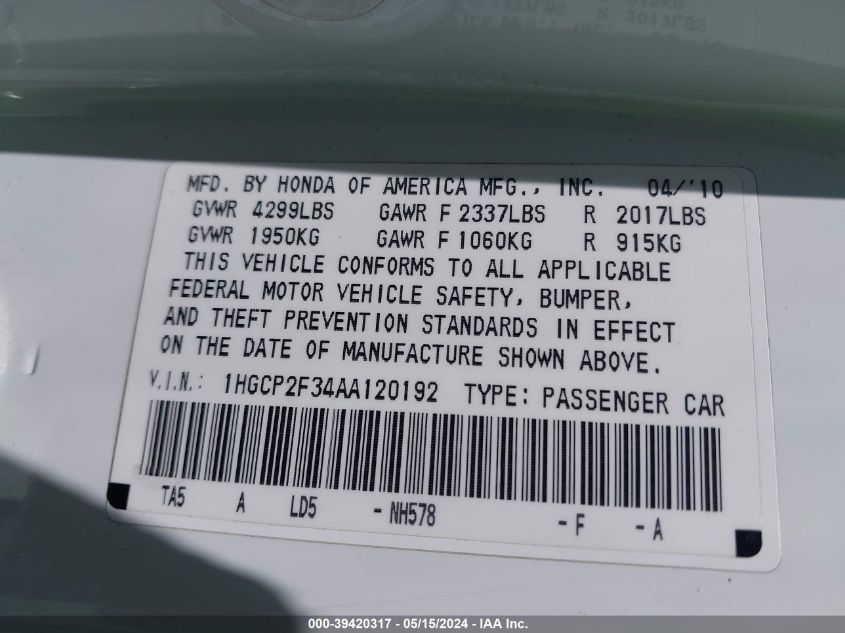 MFD. BY HONDA OF AMERICA MFG., INC. 04/'10
GVWR 4299LBS GAWR F 2337LBS R 2017LBS
GVWR 1950KG GAWR F 1060KG R 915KG
THIS VEHICLE CONFORMS TO ALL APPLICABLE
FEDERAL MOTOR VEHICLE SAFETY, BUMPER,
AND THEFT PREVENTION STANDARDS IN EFFECT
ON THE DATE OF MANUFACTURE SHOWN ABOVE.
V.I.N.: 1HGCP2F34AA120192 TYPE: PASSENGER CAR
TA5 A LD5 - NH578 - F - A
000-39420317 - 05/15/2024 - IAA Inc.